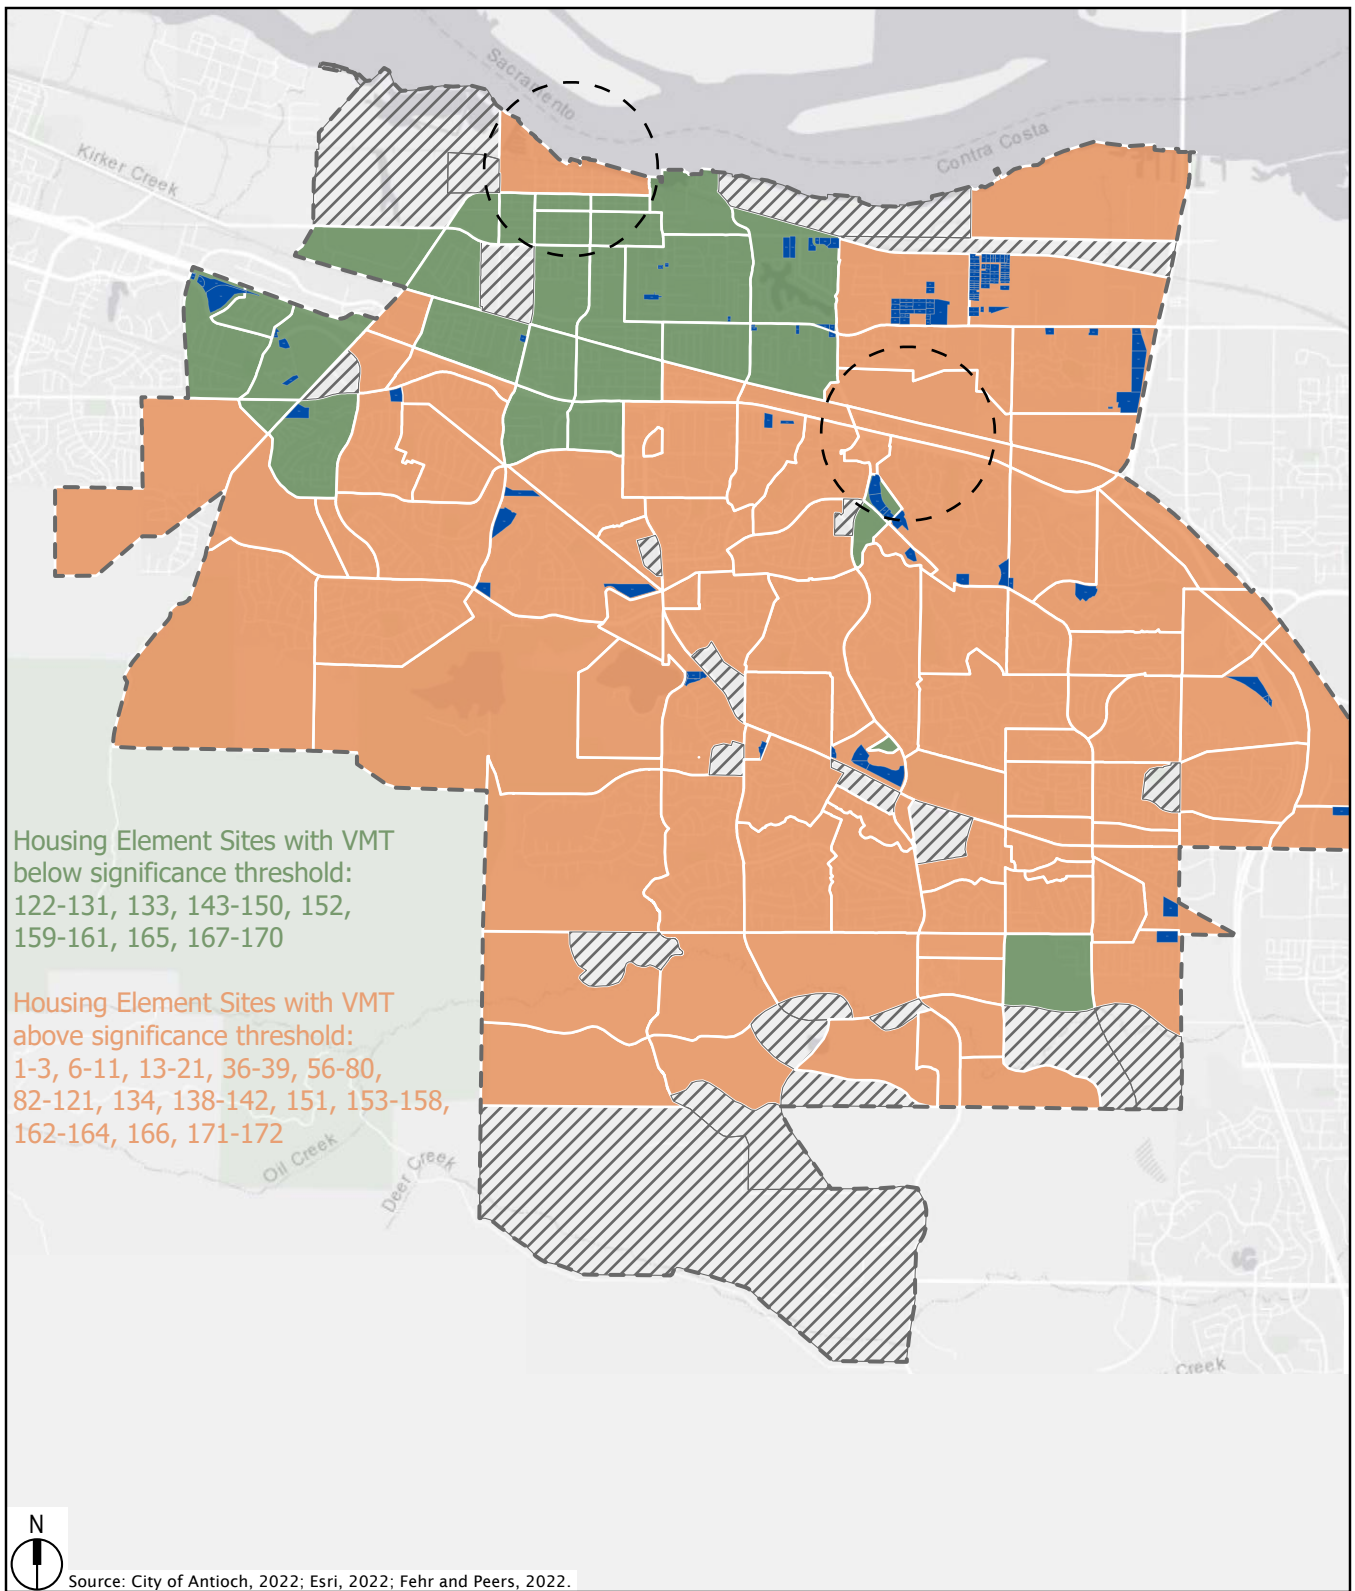 Sacramento
Contra Costa
Kirker Creek
Housing Element Sites with VMT
below significance threshold:
122-131, 133, 143-150, 152,
159-161, 165, 167-170
Housing Element Sites with VMT
above significance threshold:
1-3, 6-11, 13-21, 36-39, 56-80,
82-121, 134, 138-142, 151, 153-158,
162-164, 166, 171-172
Oil Creek
Deer Creek
Creek
N
Source: City of Antioch, 2022; Esri, 2022; Fehr and Peers, 2022.